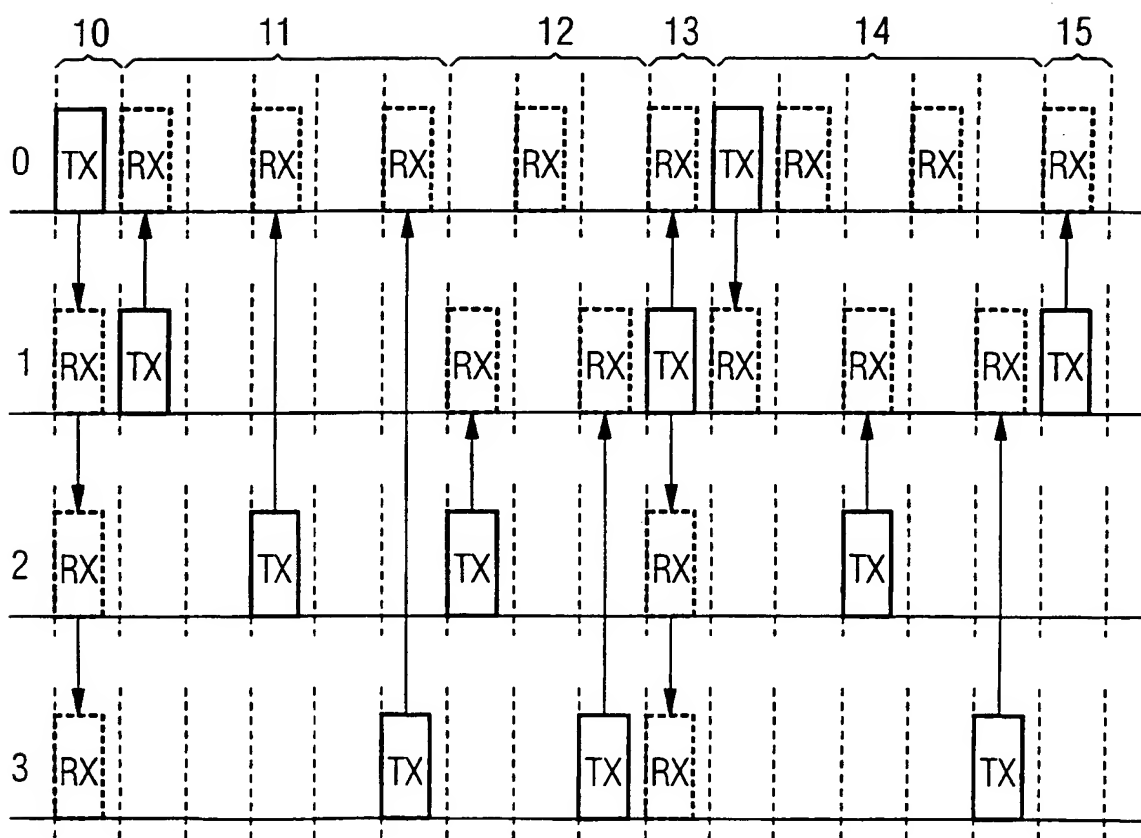 10 11 12 13 14 15
0 TX RX RX RX RX RX TX RX RX RX
1 RX TX RX RX TX RX RX RX TX
2 RX TX TX RX TX
3 RX TX TX RX TX